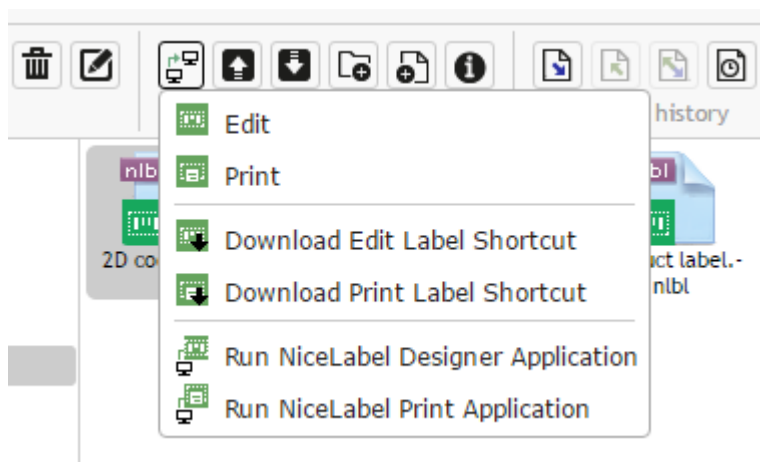 history
Edit
Print
Download Edit Label Shortcut
Download Print Label Shortcut
Run NiceLabel Designer Application
Run NiceLabel Print Application
nlb
bl
2D co
uct label.-
nlbl